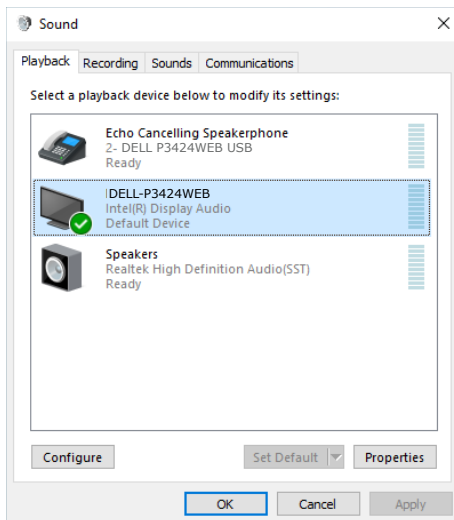 Sound
Playback Recording Sounds Communications
Select a playback device below to modify its settings:
Echo Cancelling Speakerphone
2- DELL P3424WEB USB
Ready
DELL-P3424WEB
Intel(R) Display Audio
Default Device
Speakers
Realtek High Definition Audio(SST)
Ready
Configure Set Default Properties
OK Cancel Apply